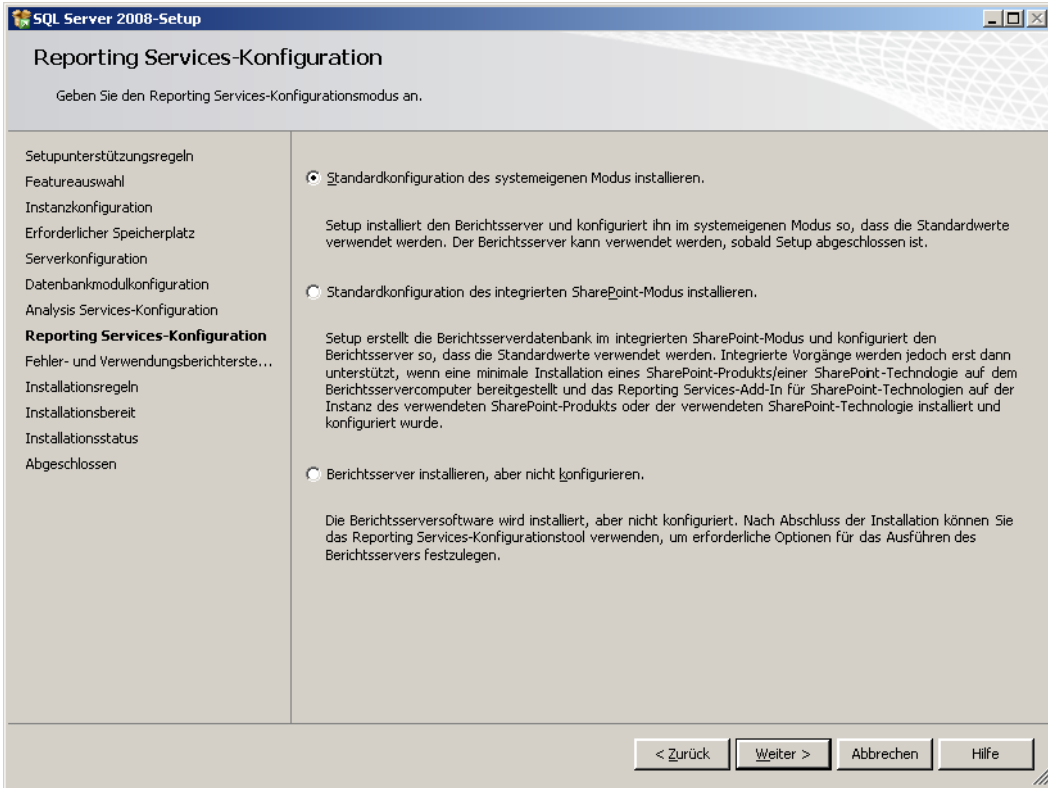 SQL Server 2008-Setup
Reporting Services-Konfiguration
Geben Sie den Reporting Services-Konfigurationsmodus an.
Setupunterstützungsregeln
Featureauswahl
Instanzkonfiguration
Erforderlicher Speicherplatz
Serverkonfiguration
Datenbankmodulkonfiguration
Analysis Services-Konfiguration
Reporting Services-Konfiguration
Fehler- und Verwendungsberichterste...
Installationsregeln
Installationsbereit
Installationsstatus
Abgeschlossen
Standardkonfiguration des systemeigenen Modus installieren.
Setup installiert den Berichtsserver und konfiguriert ihn im systemeigenen Modus so, dass die Standardwerte
verwendet werden. Der Berichtsserver kann verwendet werden, sobald Setup abgeschlossen ist.
Standardkonfiguration des integrierten SharePoint-Modus installieren.
Setup erstellt die Berichtsserverdatenbank im integrierten SharePoint-Modus und konfiguriert den
Berichtsserver so, dass die Standardwerte verwendet werden. Integrierte Vorgänge werden jedoch erst dann
unterstützt, wenn eine minimale Installation eines SharePoint-Produkts/einer SharePoint-Technologie auf dem
Berichtsservercomputer bereitgestellt und das Reporting Services-Add-In für SharePoint-Technologien auf der
Instanz des verwendeten SharePoint-Produkts oder der verwendeten SharePoint-Technologie installiert und
konfiguriert wurde.
Berichtsserver installieren, aber nicht konfigurieren.
Die Berichtsserversoftware wird installiert, aber nicht konfiguriert. Nach Abschluss der Installation können Sie
das Reporting Services-Konfigurationstool verwenden, um erforderliche Optionen für das Ausführen des
Berichtsservers festzulegen.
< Zurück
Weiter >
Abbrechen
Hilfe